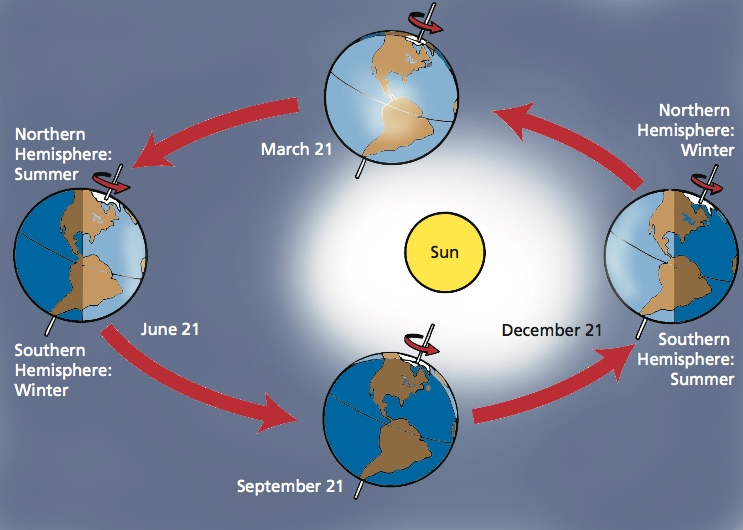 March 21
Northern
Hemisphere:
Winter
Northern
Hemisphere:
Summer
Sun
June 21
December 21
Southern
Hemisphere:
Winter
Southern
Hemisphere:
Summer
September 21